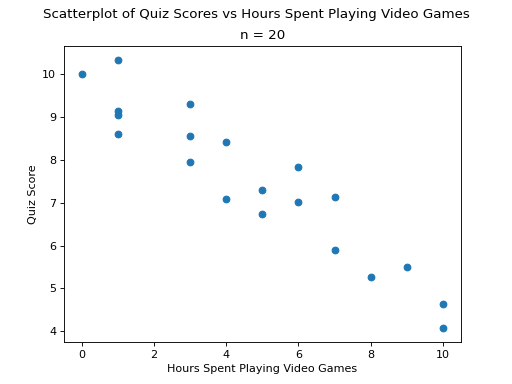 Scatterplot of Quiz Scores vs Hours Spent Playing Video Games
n = 20
10
9
8
7
6
5
4
Quiz Score
0 2 4 6 8 10
Hours Spent Playing Video Games